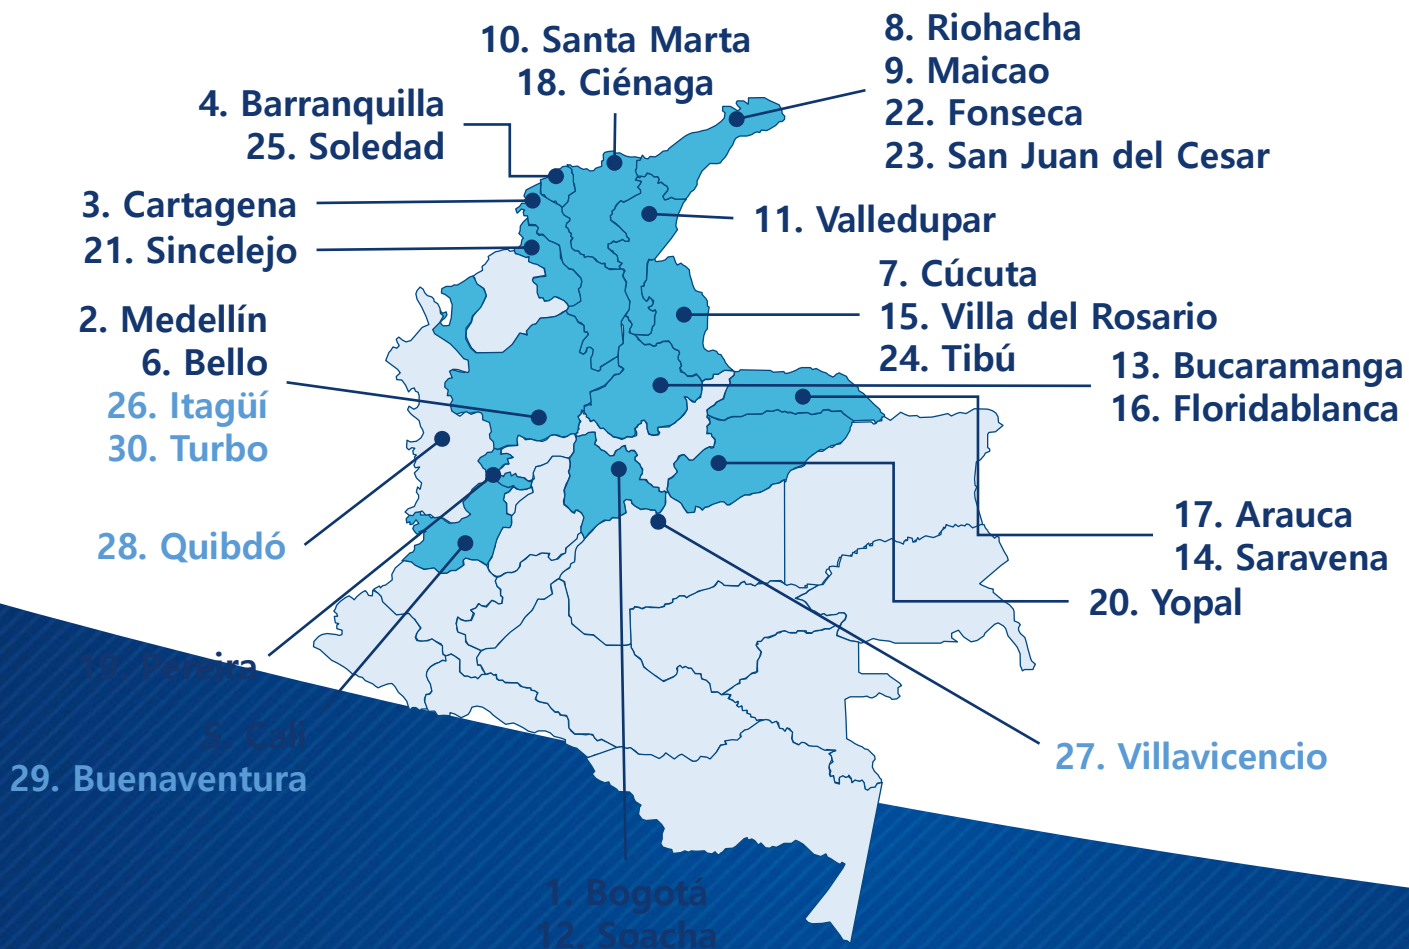 10. Santa Marta
18. Ciénaga
8. Riohacha
9. Maicao
22. Fonseca
23. San Juan del Cesar
4. Barranquilla
25. Soledad
3. Cartagena
21. Sincelejo
11. Valledupar
7. Cúcuta
15. Villa del Rosario
24. Tibú
2. Medellín
6. Bello
26. Itagüí
30. Turbo
13. Bucaramanga
16. Floridablanca
28. Quibdó
17. Arauca
14. Saravena
20. Yopal
19. Pereira
5. Cali
29. Buenaventura
27. Villavicencio
1. Bogotá
12. Soacha